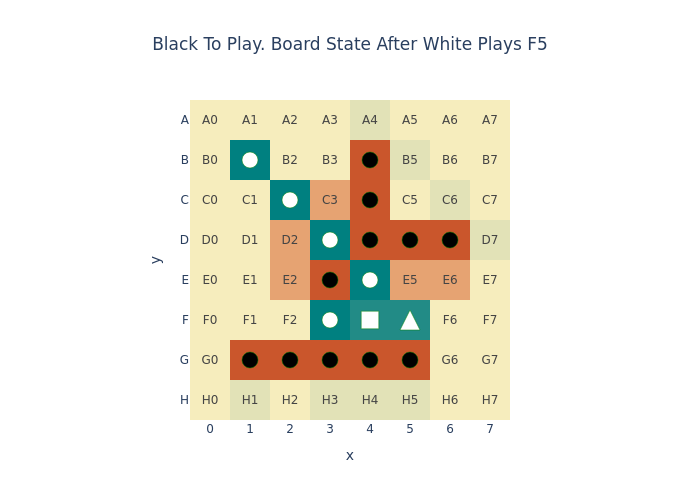 Black To Play. Board State After White Plays F5
A A0 A1 A2 A3 A4 A5 A6 A7
B B0 B2 B3 B5 B6 B7
C C0 C1 C3 C5 C6 C7
D D0 D1 D2 D7
E E0 E1 E2 E5 E6 E7
F F0 F1 F2 F6 F7
G G0 G6 G7
H H0 H1 H2 H3 H4 H5 H6 H7
0 1 2 3 4 5 6 7
x
y